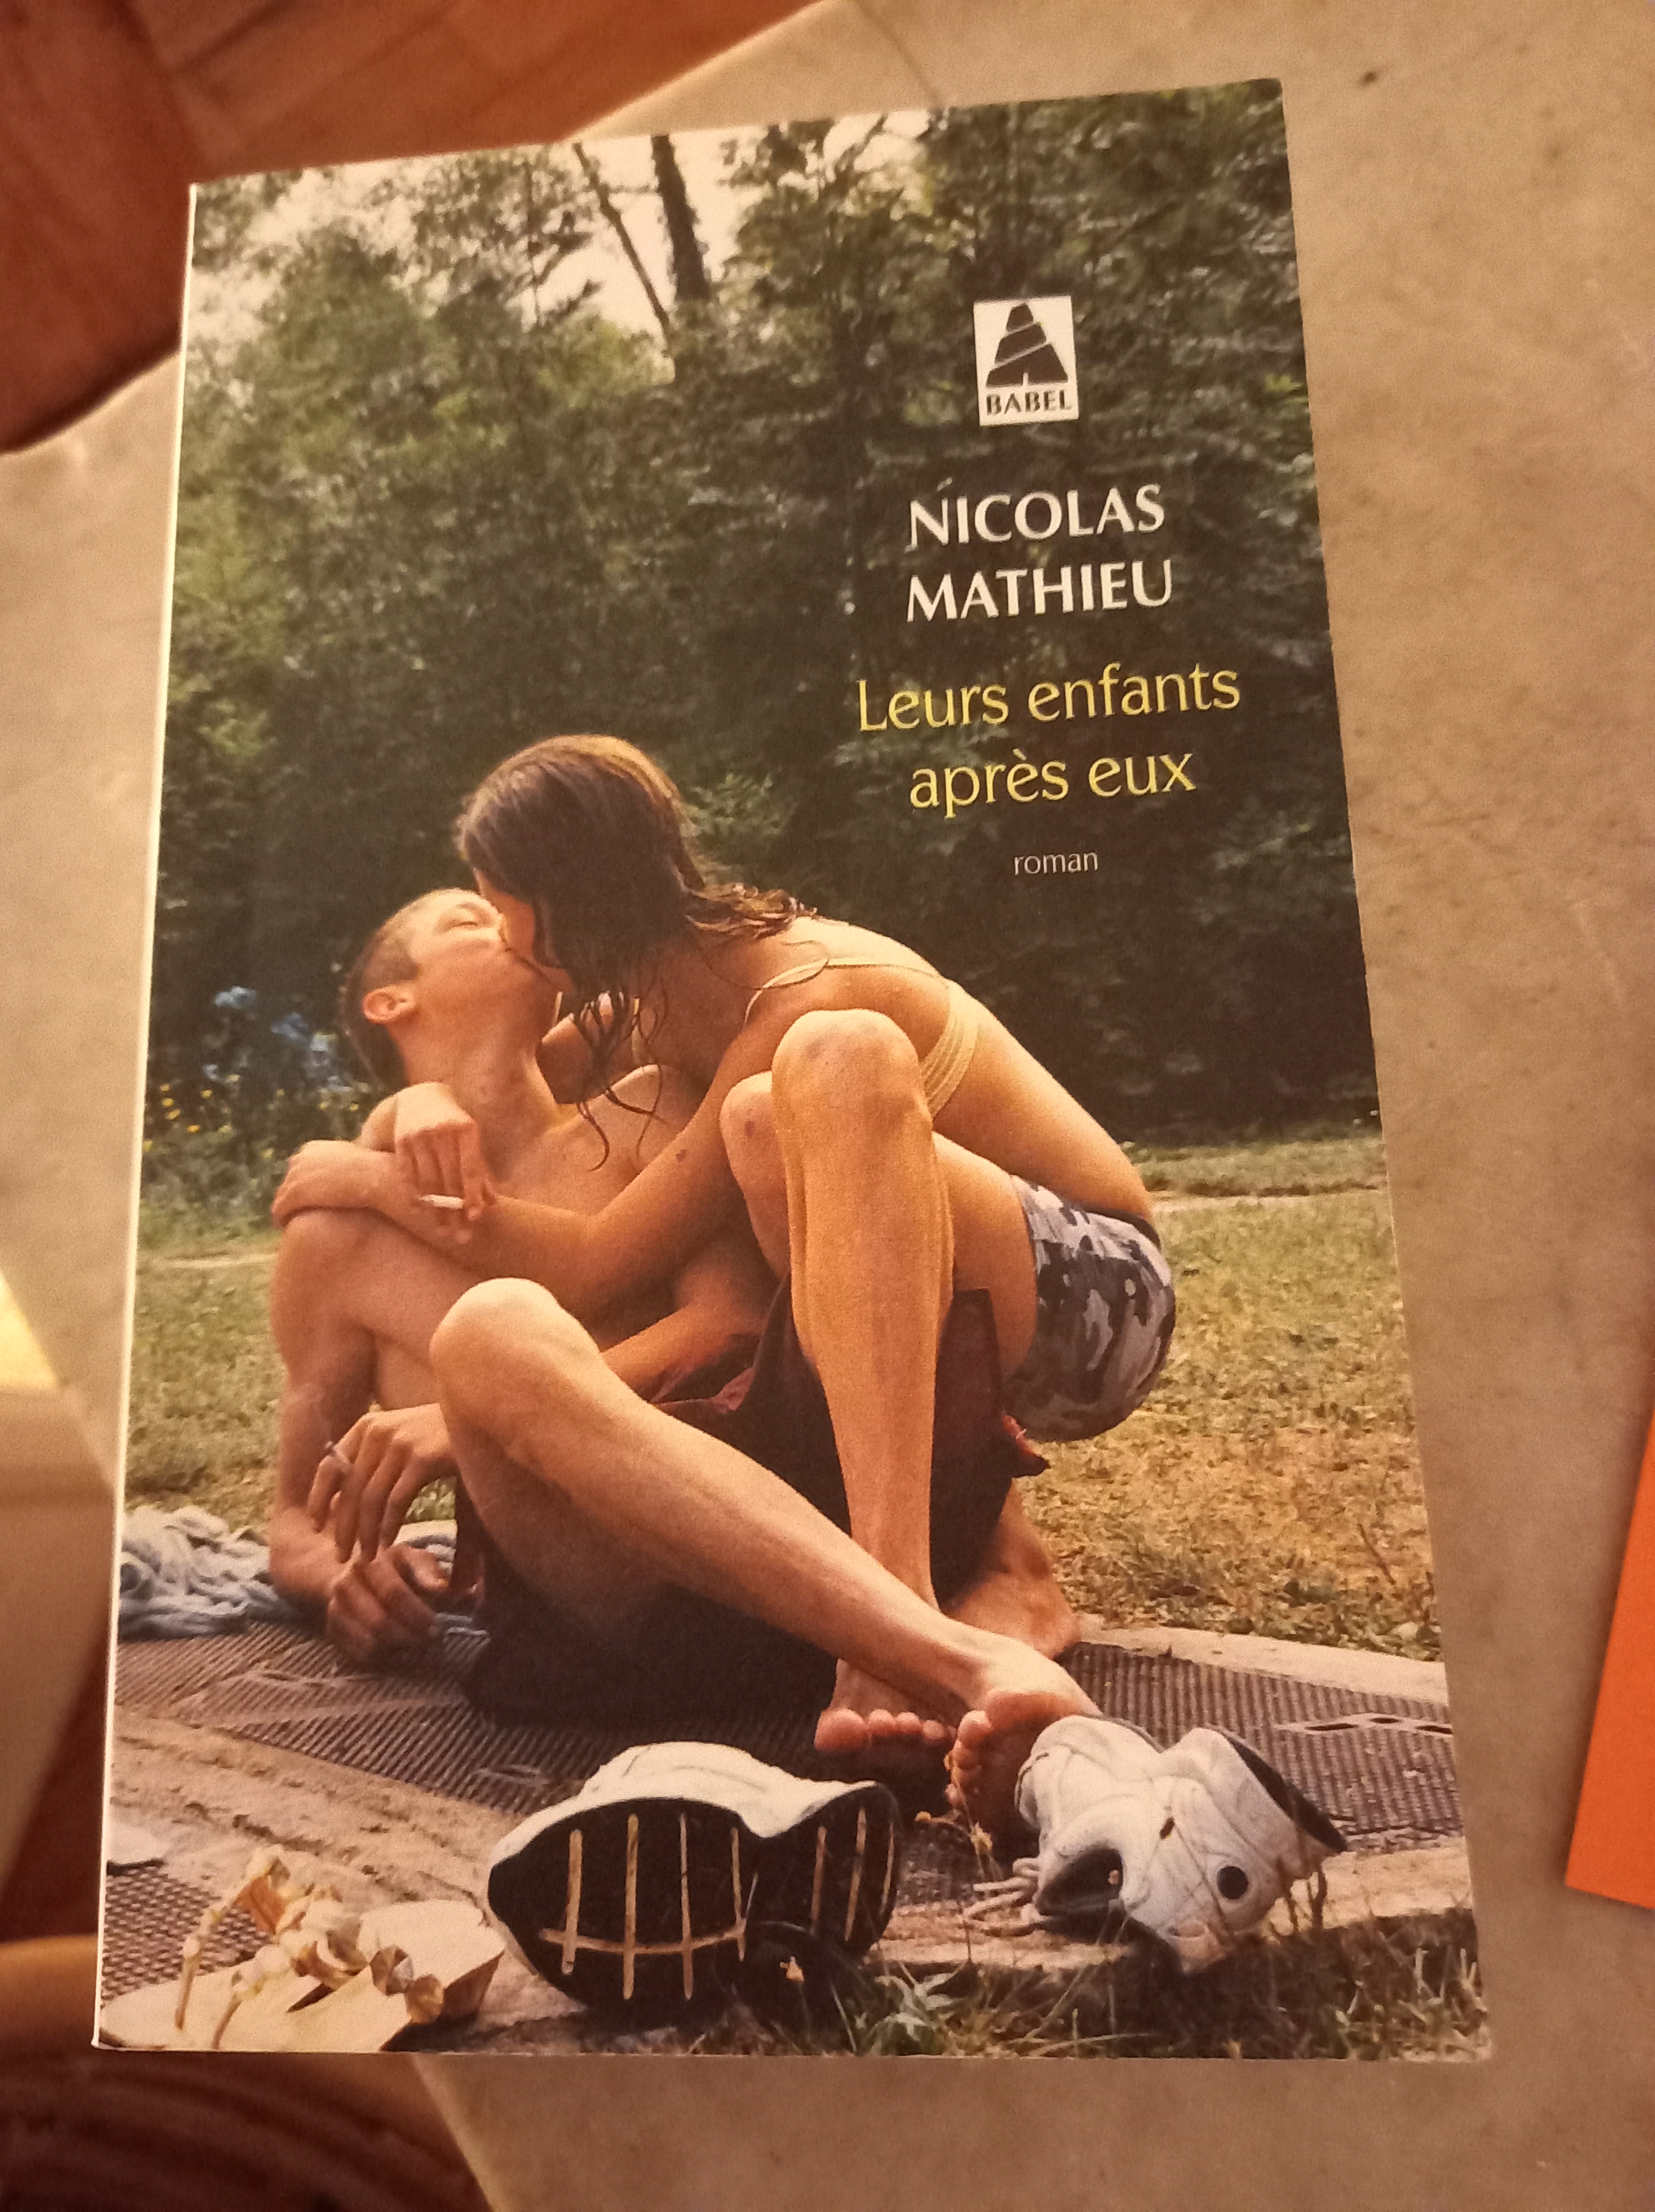 BABEL
NICOLAS
MATHIEU
Leurs enfants
après eux
roman